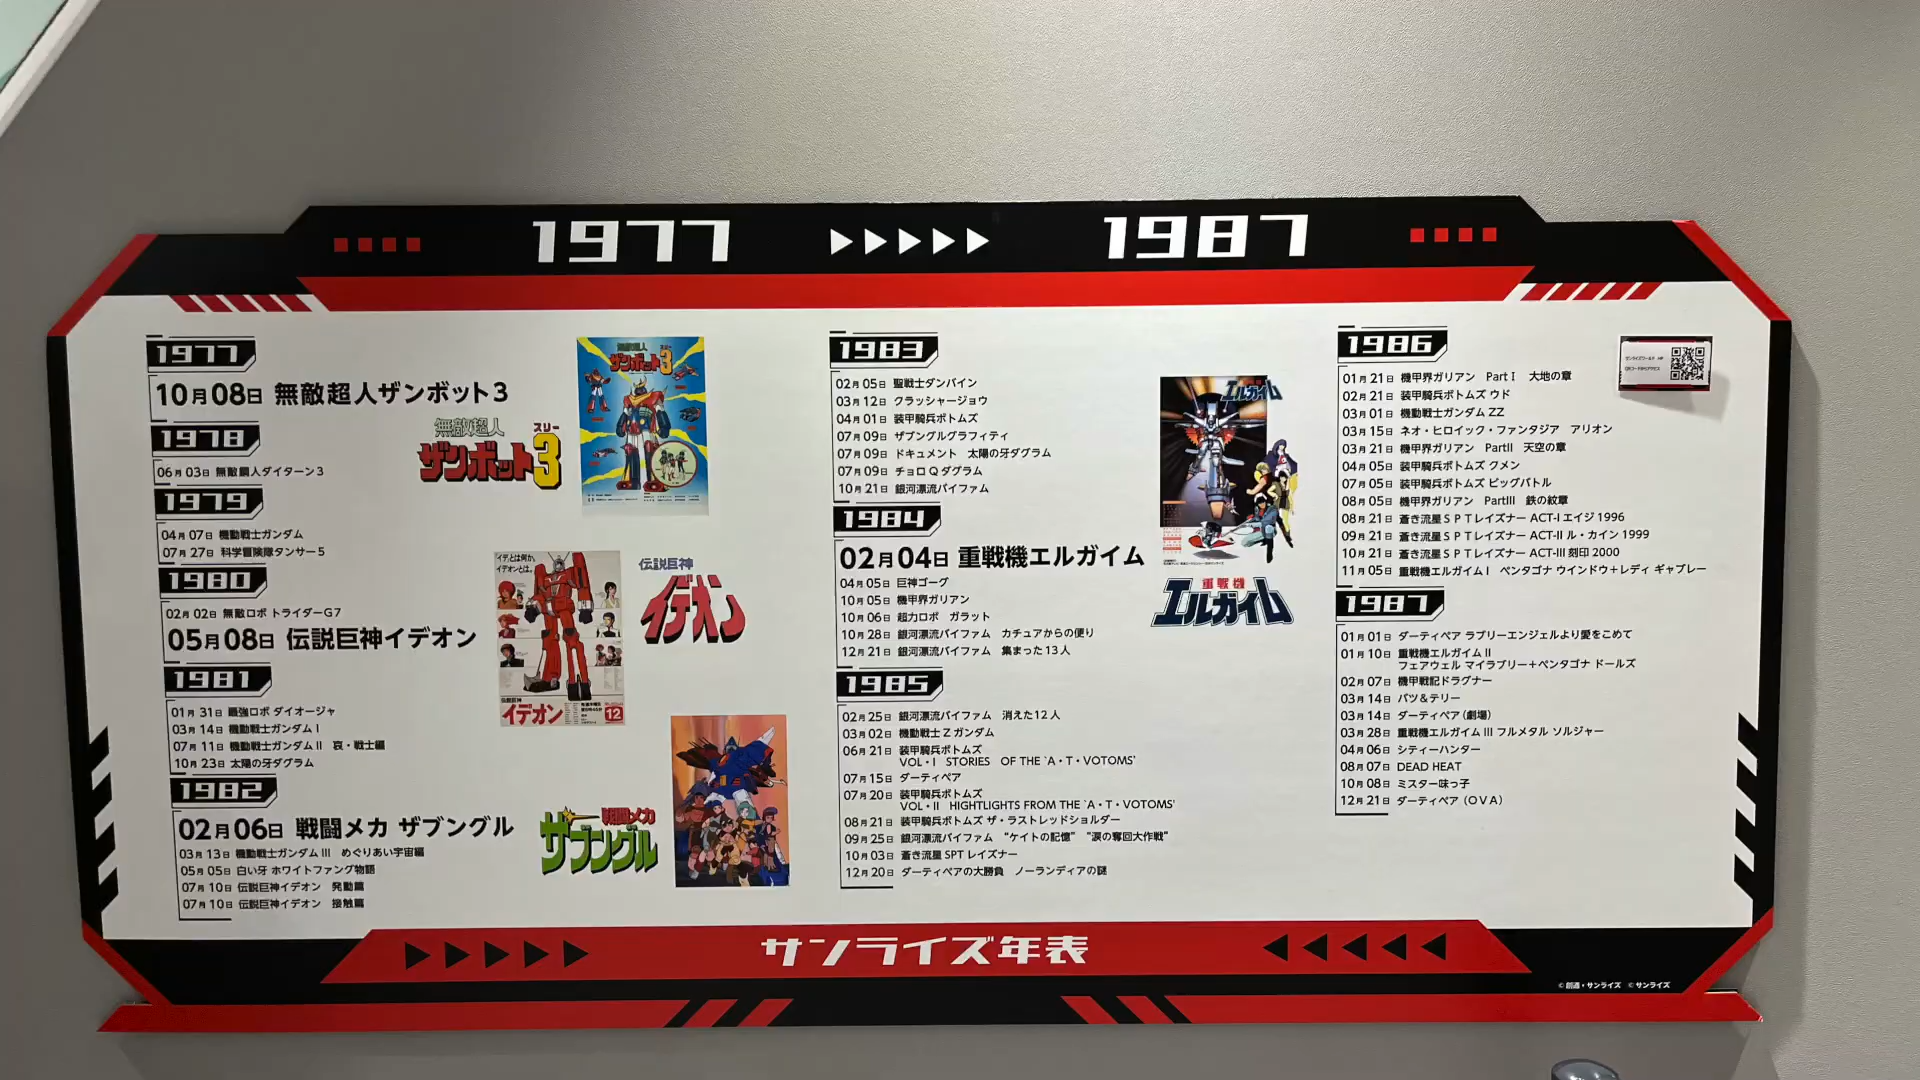 1977 ▶▶▶▶▶ 1987
1977
10月08日 無敵超人ザンボット3
1978
06月03日 無敵鋼人ダイターン3
1979
04月07日 機動戦士ガンダム
07月27日 科学冒険隊タンサー5
1980
02月02日 無敵ロボ トライダーG7
05月08日 伝説巨神イデオン
1981
01月31日 最強ロボ ダイオージャ
03月14日 機動戦士ガンダムⅠ
07月11日 機動戦士ガンダムⅡ 哀・戦士編
10月23日 太陽の牙ダグラム
1982
02月06日 戦闘メカ ザブングル
03月13日 機動戦士ガンダムⅢ めぐりあい宇宙編
05月05日 白い牙 ホワイトファング物語
07月10日 伝説巨神イデオン 発動篇
07月10日 伝説巨神イデオン 接触篇
無敵超人
ザンボット3
スリー
無敵超人
ザンボット3
スリー
イデとは何か。
イデオンとは。
伝説巨神
イデオン
12
伝説巨神
イデオン
戦闘メカ
ザブングル
1983
02月05日 聖戦士ダンバイン
03月12日 クラッシャージョウ
04月01日 装甲騎兵ボトムズ
07月09日 ザブングルグラフィティ
07月09日 ドキュメント 太陽の牙ダグラム
07月09日 チョロQダグラム
10月21日 銀河漂流バイファム
1984
02月04日 重戦機エルガイム
04月05日 巨神ゴーグ
10月05日 機甲界ガリアン
10月06日 超力ロボ ガラット
10月28日 銀河漂流バイファム カチュアからの便り
12月21日 銀河漂流バイファム 集まった13人
1985
02月25日 銀河漂流バイファム 消えた12人
03月02日 機動戦士Zガンダム
06月21日 装甲騎兵ボトムズ
VOL・I STORIES OF THE `A・T・VOTOMS'
07月15日 ダーティペア
07月20日 装甲騎兵ボトムズ
VOL・II HIGHTLIGHTS FROM THE `A・T・VOTOMS'
08月21日 装甲騎兵ボトムズ ザ・ラストレッドショルダー
09月25日 銀河漂流バイファム “ケイトの記憶” “涙の奪回大作戦”
10月03日 蒼き流星SPTレイズナー
12月20日 ダーティペアの大勝負 ノーランディアの謎
エルガイム
重戦機
エルガイム
1986
01月21日 機甲界ガリアン PartⅠ 大地の章
02月21日 装甲騎兵ボトムズ ウド
03月01日 機動戦士ガンダムZZ
03月15日 ネオ・ヒロイック・ファンタジア アリオン
03月21日 機甲界ガリアン PartⅡ 天空の章
04月05日 装甲騎兵ボトムズ クメン
07月05日 装甲騎兵ボトムズ ビッグバトル
08月05日 機甲界ガリアン PartⅢ 鉄の紋章
08月21日 蒼き流星SPTレイズナー ACT-Ⅰ エイジ1996
09月21日 蒼き流星SPTレイズナー ACT-Ⅱ ル・カイン1999
10月21日 蒼き流星SPTレイズナー ACT-Ⅲ 刻印2000
11月05日 重戦機エルガイムⅠ ペンタゴナ ウインドウ+レディ ギャブレー
1987
01月01日 ダーティペア ラブリーエンジェルより愛をこめて
01月10日 重戦機エルガイムⅡ
フェアウェル マイラブリー+ペンタゴナ ドールズ
02月07日 機甲戦記ドラグナー
03月14日 バツ&テリー
03月14日 ダーティペア(劇場)
03月28日 重戦機エルガイムⅢ フルメタル ソルジャー
04月06日 シティーハンター
08月07日 DEAD HEAT
10月08日 ミスター味っ子
12月21日 ダーティペア(OVA)
サンライズ年表
© 創通・サンライズ © サンライズ